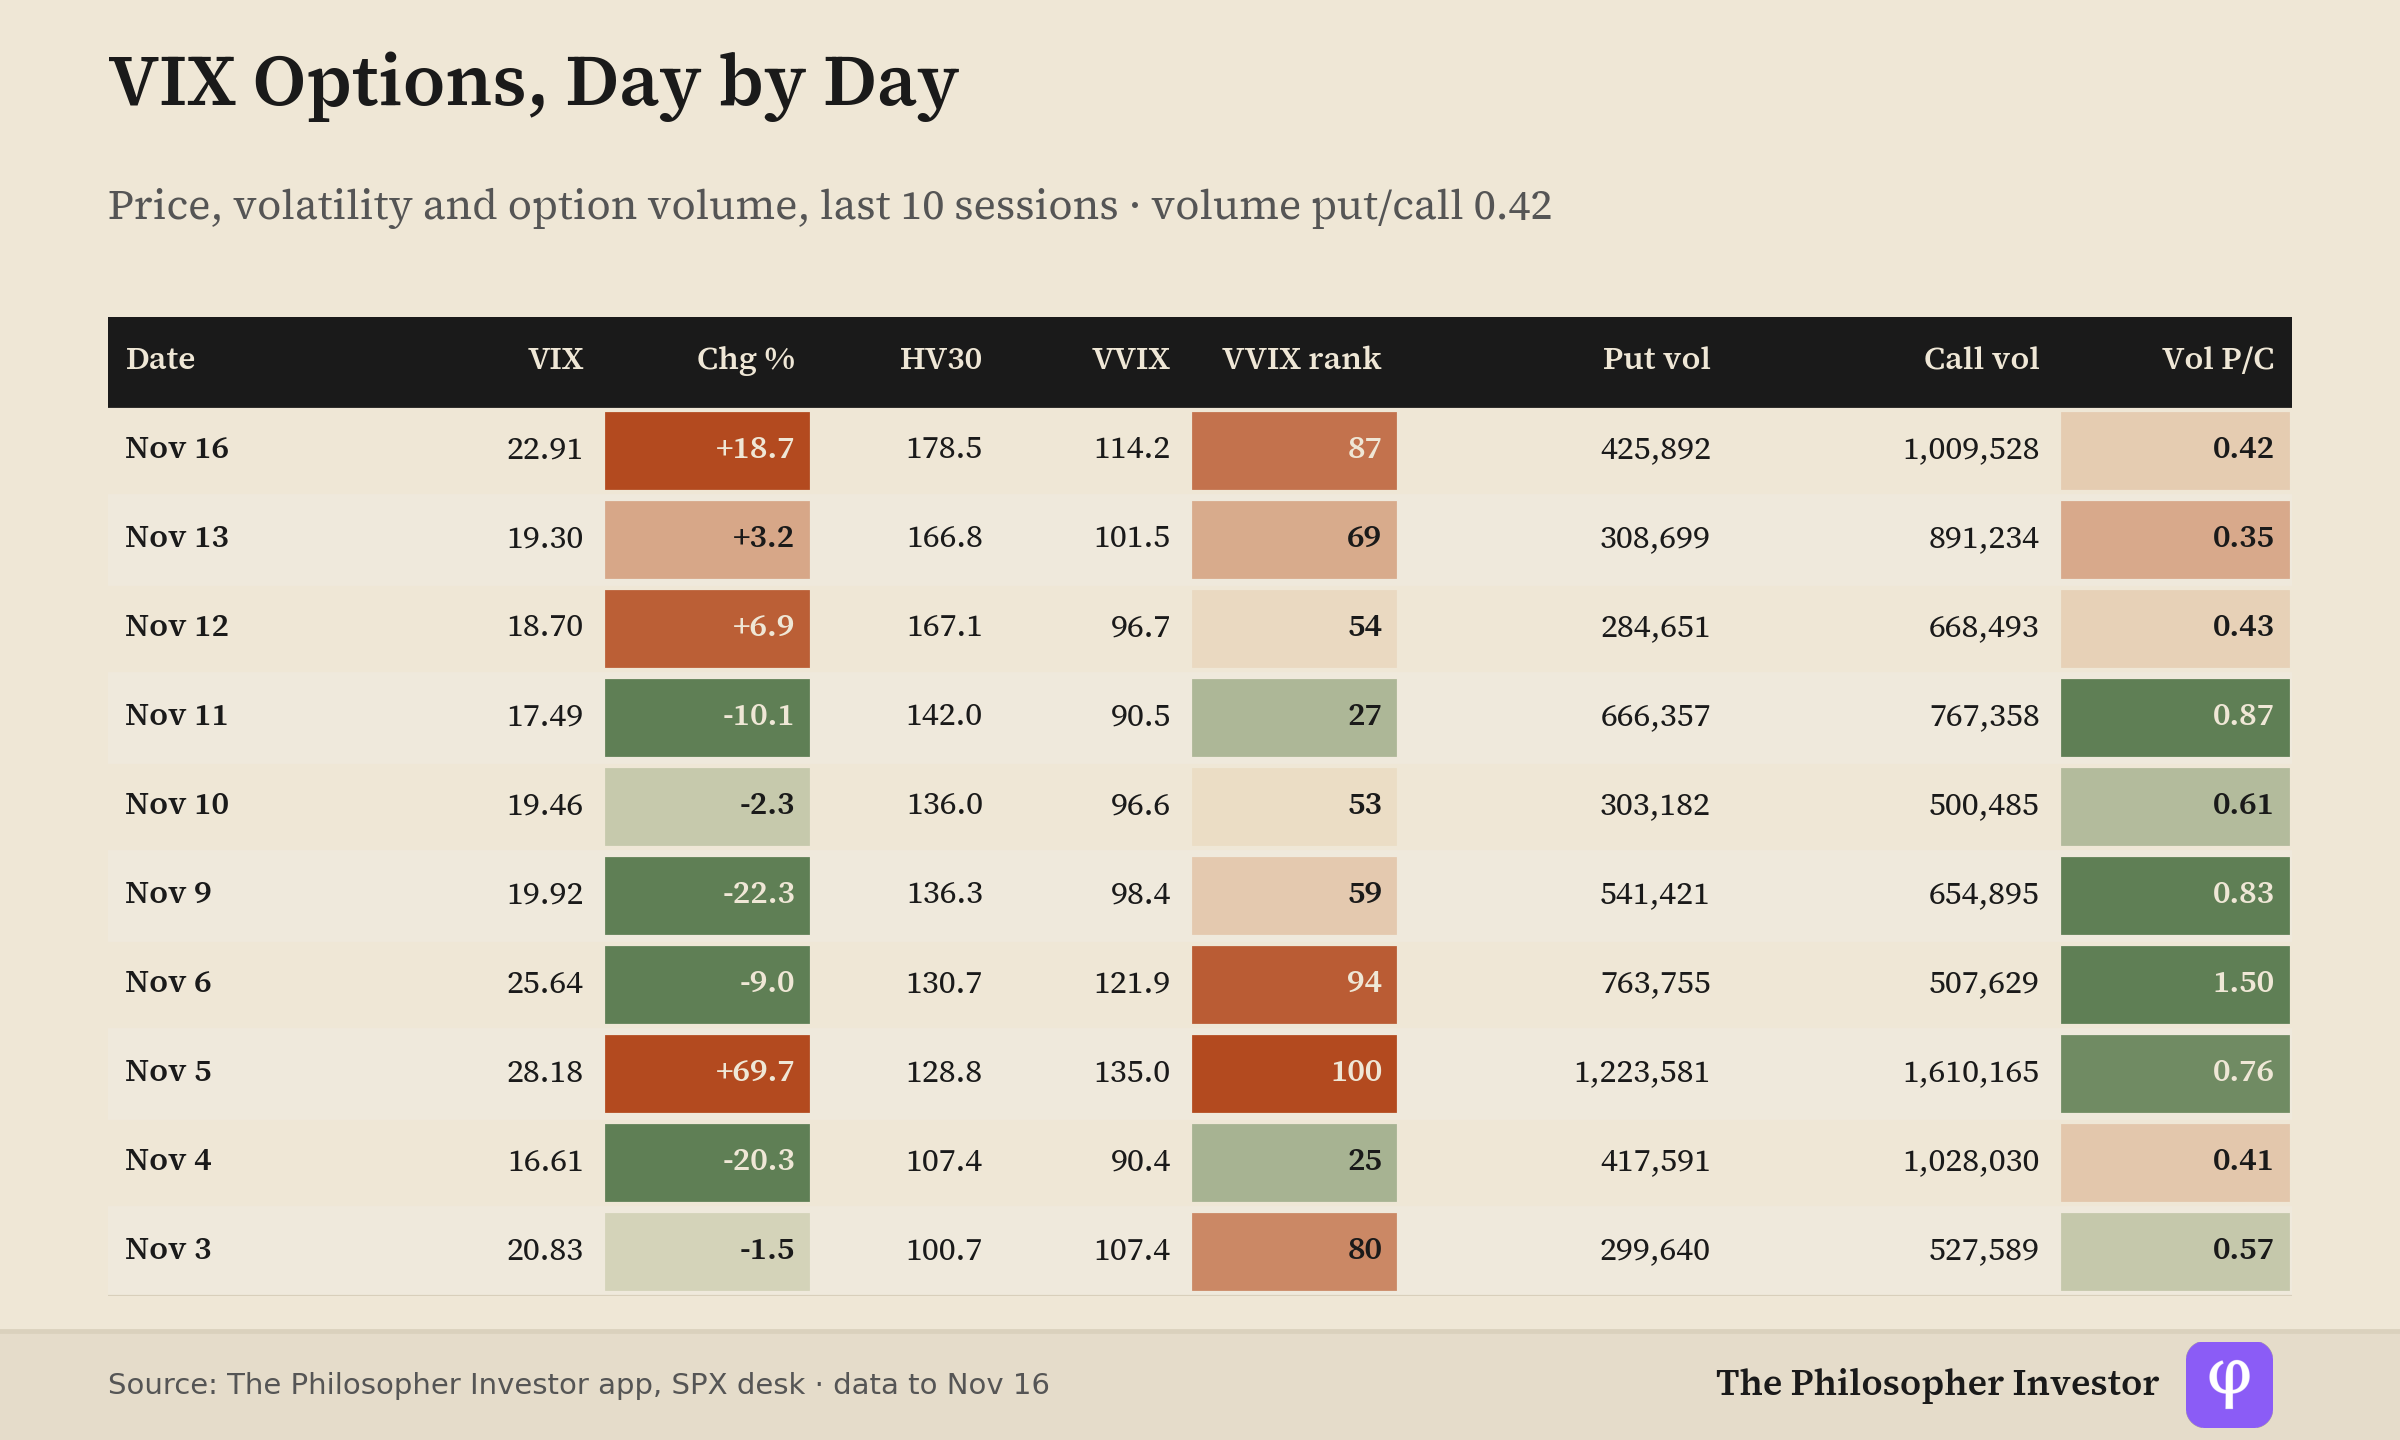 VIX Options, Day by Day
Price, volatility and option volume, last 10 sessions · volume put/call 0.42
Date VIX Chg % HV30 VVIX VVIX rank Put vol Call vol Vol P/C
Nov 16 22.91 +18.7 178.5 114.2 87 425,892 1,009,528 0.42
Nov 13 19.30 +3.2 166.8 101.5 69 308,699 891,234 0.35
Nov 12 18.70 +6.9 167.1 96.7 54 284,651 668,493 0.43
Nov 11 17.49 -10.1 142.0 90.5 27 666,357 767,358 0.87
Nov 10 19.46 -2.3 136.0 96.6 53 303,182 500,485 0.61
Nov 9 19.92 -22.3 136.3 98.4 59 541,421 654,895 0.83
Nov 6 25.64 -9.0 130.7 121.9 94 763,755 507,629 1.50
Nov 5 28.18 +69.7 128.8 135.0 100 1,223,581 1,610,165 0.76
Nov 4 16.61 -20.3 107.4 90.4 25 417,591 1,028,030 0.41
Nov 3 20.83 -1.5 100.7 107.4 80 299,640 527,589 0.57
Source: The Philosopher Investor app, SPX desk · data to Nov 16
The Philosopher Investor φ